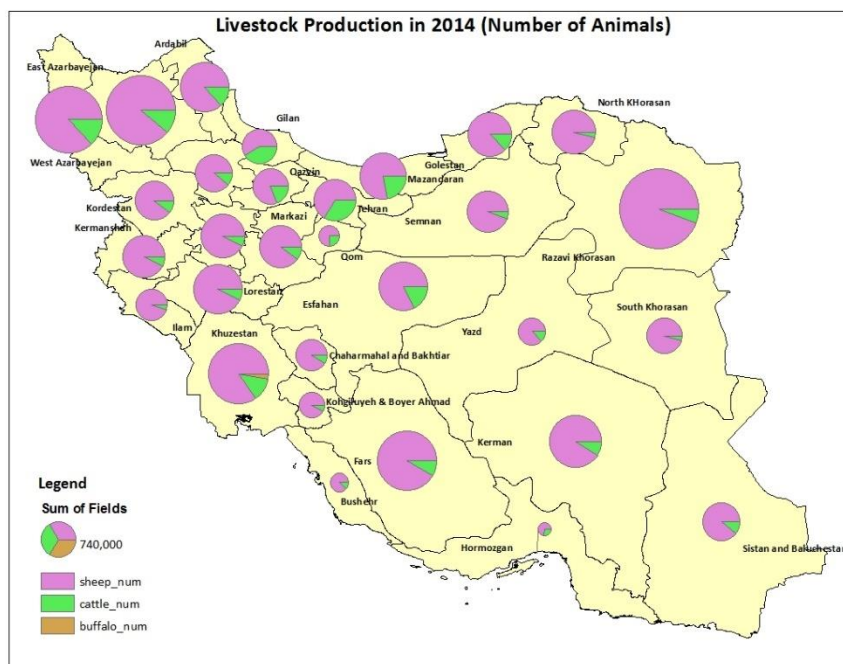 Livestock Production in 2014 (Number of Animals)
Ardabil
East Azarbayejan
Gilan
North KHorasan
West Azarbayejan
Qazvin
Golestan
Mazandaran
Kordestan
Markazi
Tehran
Semnan
Kermansheh
Qom
Razavi Khorasan
Lorestan
Esfahan
South Khorasan
Ilam
Khuzestan
Yazd
Chaharmahal and Bakhtiar
Kohgiluyeh & Boyer Ahmad
Kerman
Fars
Bushehr
Hormozgan
Sistan and Baluchestan
Legend
Sum of Fields
740,000
sheep_num
cattle_num
buffalo_num